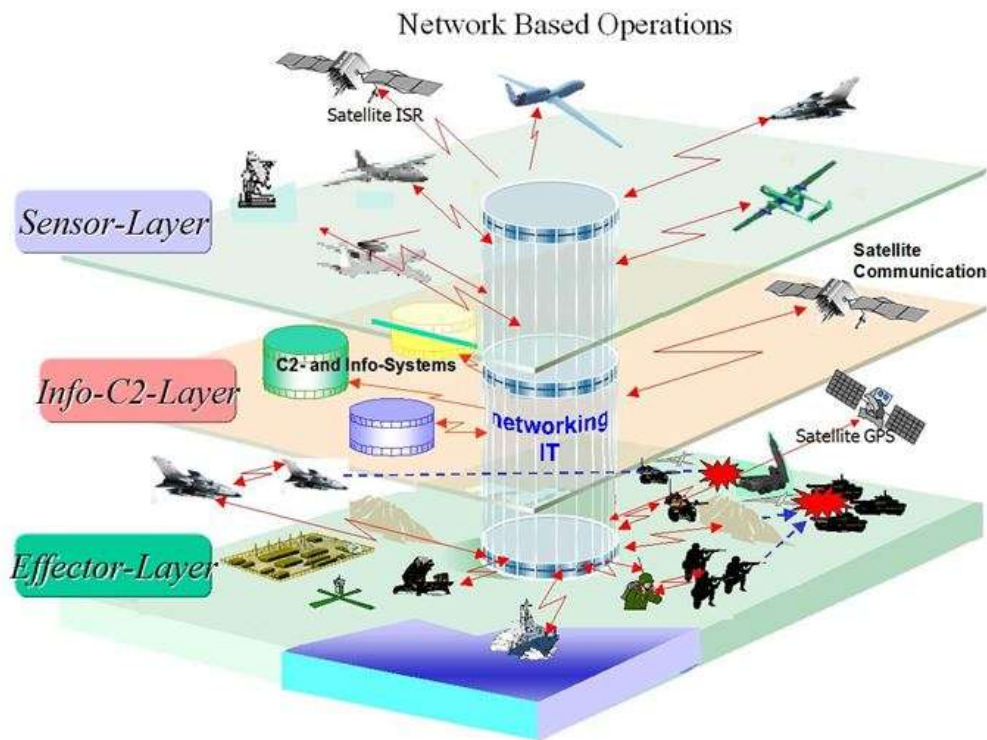 Network Based Operations
Satellite ISR
Sensor-Layer
Satellite
Communication
C2- and Info-Systems
Info-C2-Layer
networking
IT
Satellite GPS
Effector-Layer